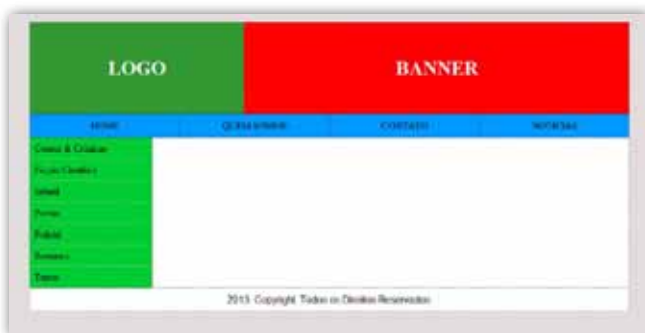 LOGO BANNER
HOME QUEM SOMOS CONTATO NOTICIAS
Contos & Crônicas
Ficção Científica
Infantil
Poesia
Policial
Romance
Terror
2013. Copyright. Todos os Direitos Reservados